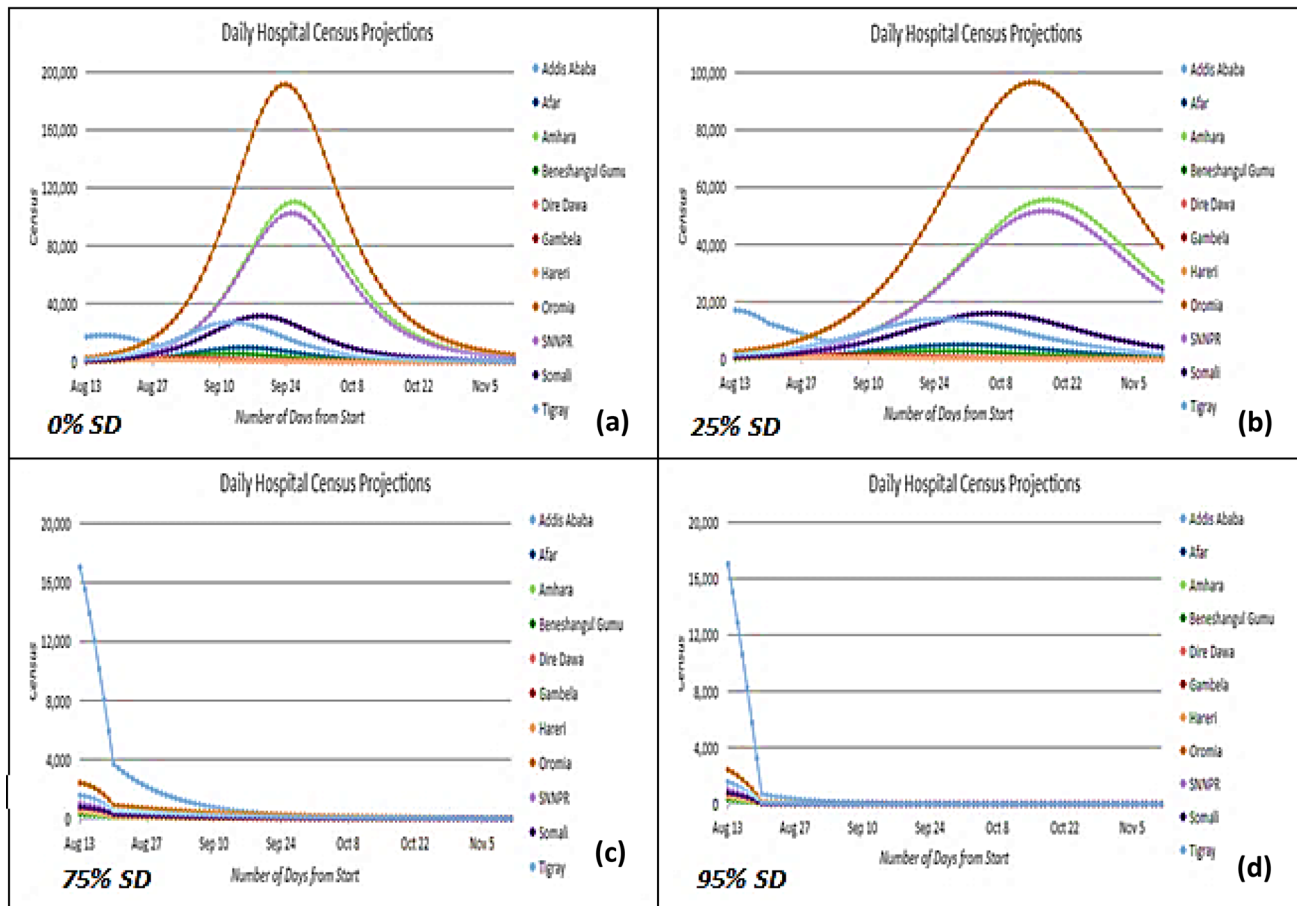 Daily Hospital Census Projections
200,000
160,000
120,000
80,000
40,000
0
Census
Aug 13 Aug 27 Sep 10 Sep 24 Oct 8 Oct 22 Nov 5
Number of Days from Start
Addis Ababa
Afar
Amhara
Beneshangul Gumu
Dire Dawa
Gambela
Hareri
Oromia
SNNPR
Somali
Tigray
0% SD
(a)
Daily Hospital Census Projections
100,000
80,000
60,000
40,000
20,000
0
Census
Aug 13 Aug 27 Sep 10 Sep 24 Oct 8 Oct 22 Nov 5
Number of Days from Start
Addis Ababa
Afar
Amhara
Beneshangul Gumu
Dire Dawa
Gambela
Hareri
Oromia
SNNPR
Somali
Tigray
25% SD
(b)
Daily Hospital Census Projections
20,000
16,000
12,000
8,000
4,000
0
Census
Aug 13 Aug 27 Sep 10 Sep 24 Oct 8 Oct 22 Nov 5
Number of Days from Start
Addis Ababa
Afar
Amhara
Beneshangul Gumu
Dire Dawa
Gambela
Hareri
Oromia
SNNPR
Somali
Tigray
75% SD
(c)
Daily Hospital Census Projections
20,000
16,000
12,000
8,000
4,000
0
Census
Aug 13 Aug 27 Sep 10 Sep 24 Oct 8 Oct 22 Nov 5
Number of Days from Start
Addis Ababa
Afar
Amhara
Beneshangul Gumu
Dire Dawa
Gambela
Hareri
Oromia
SNNPR
Somali
Tigray
95% SD
(d)